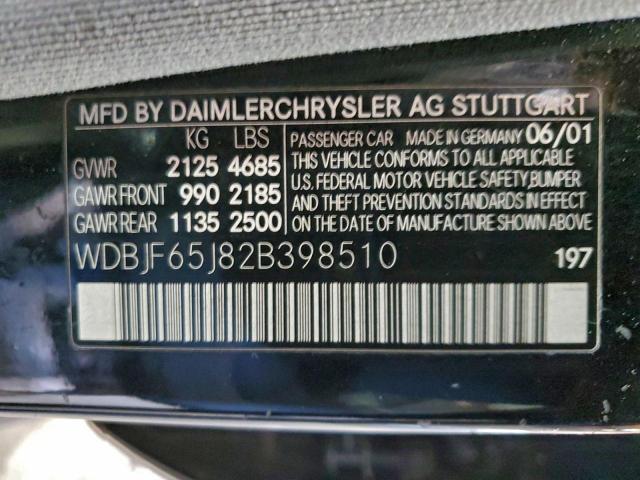 MFD BY DAIMLERCHRYSLER AG STUTTGART
KG LBS
GVWR 2125 4685
GAWR FRONT 990 2185
GAWR REAR 1135 2500
PASSENGER CAR MADE IN GERMANY 06/01
THIS VEHICLE CONFORMS TO ALL APPLICABLE
U.S. FEDERAL MOTOR VEHICLE SAFETY, BUMPER
AND THEFT PREVENTION STANDARDS IN EFFECT
ON THE DATE OF MANUFACTURE SHOWN ABOVE
WDBJF65J82B398510 197